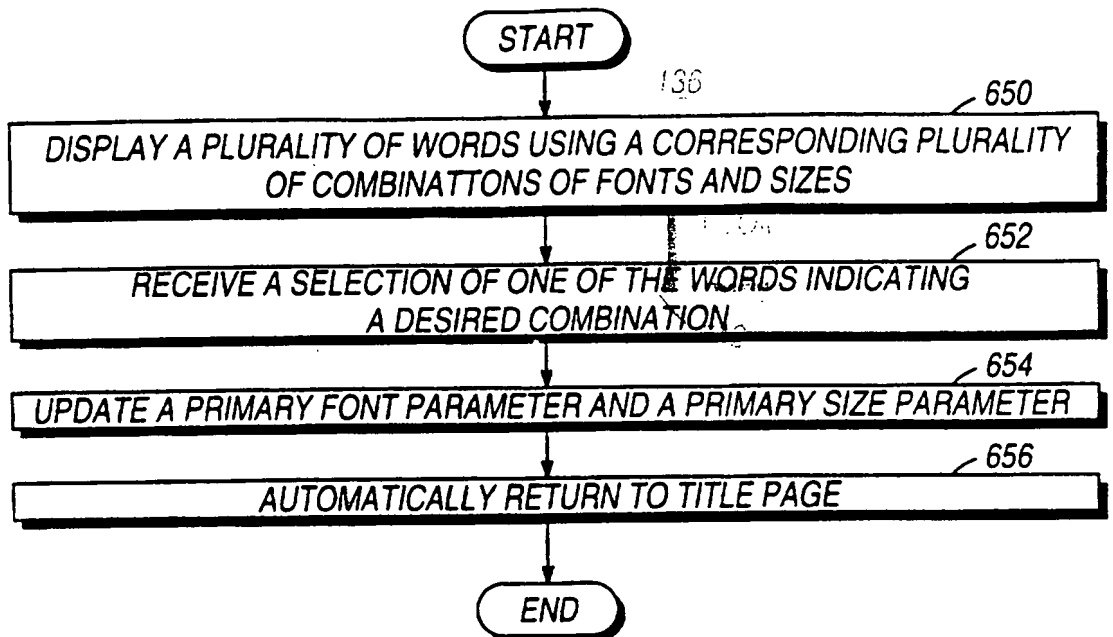 START
136
650
DISPLAY A PLURALITY OF WORDS USING A CORRESPONDING PLURALITY
OF COMBINATTONS OF FONTS AND SIZES
652
RECEIVE A SELECTION OF ONE OF THE WORDS INDICATING
A DESIRED COMBINATION
654
UPDATE A PRIMARY FONT PARAMETER AND A PRIMARY SIZE PARAMETER
656
AUTOMATICALLY RETURN TO TITLE PAGE
END